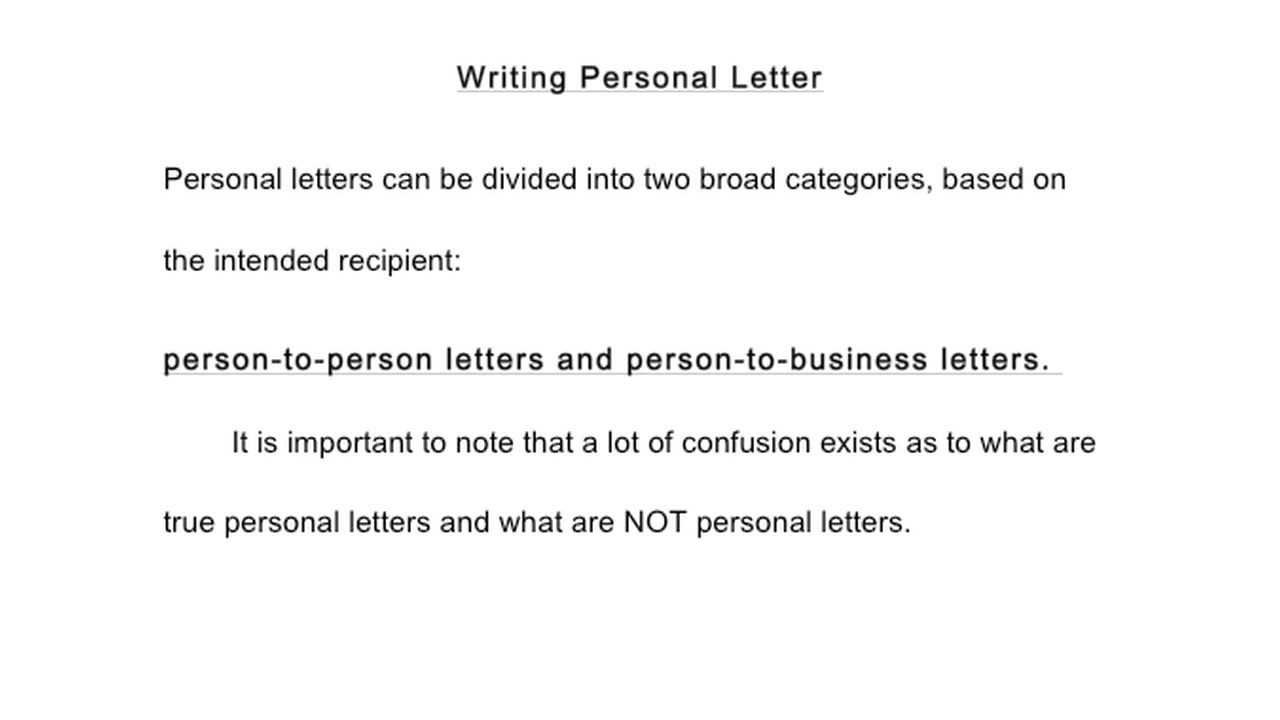 Writing Personal Letter
Personal letters can be divided into two broad categories, based on
the intended recipient:
person-to-person letters and person-to-business letters.
It is important to note that a lot of confusion exists as to what are
true personal letters and what are NOT personal letters.